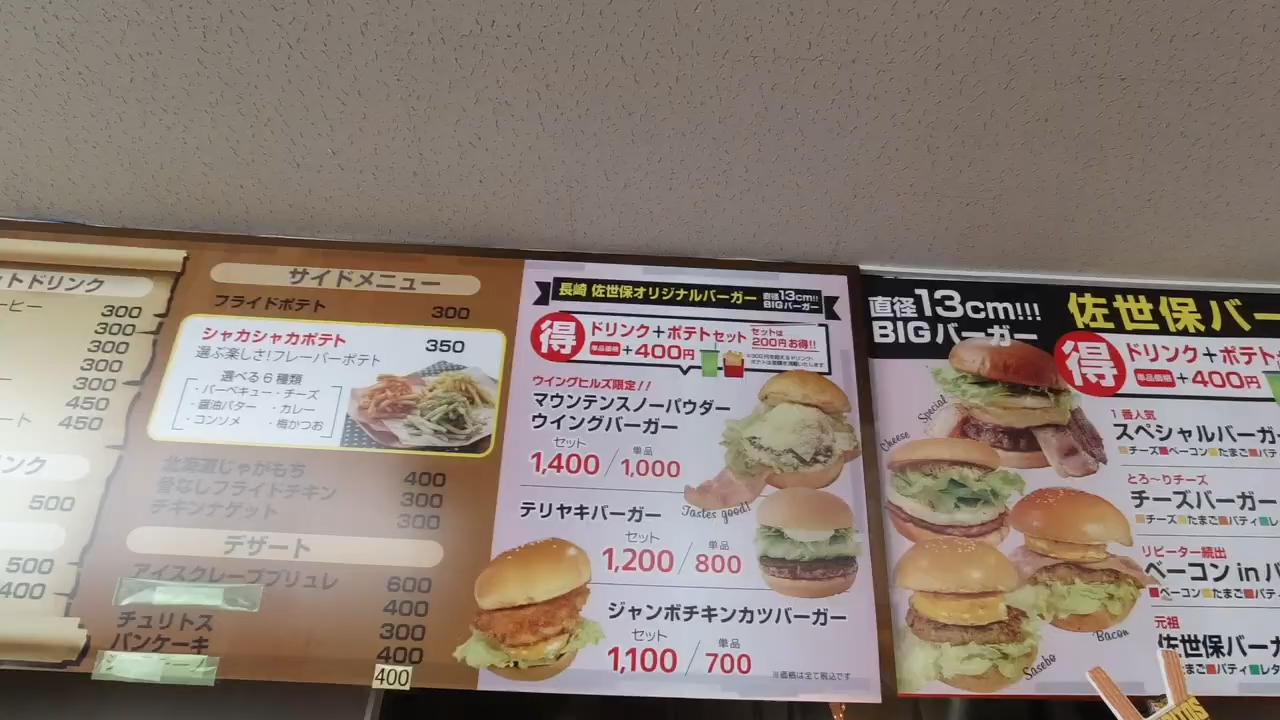 ットドリンク
ーヒー 300
300
300
300
300
450
ート 450
ンク
500
500
400
サイドメニュー
フライドポテト 300
シャカシャカポテト 350
選ぶ楽しさ!フレーバーポテト
選べる6種類
・バーベキュー ・チーズ
・醤油バター ・カレー
・コンソメ ・梅かつお
北海道じゃがもち 400
骨なしフライドチキン 300
チキンナゲット 300
デザート
アイスクレープブリュレ 600
400
チュリトス 300
パンケーキ 400
400
長崎 佐世保オリジナルバーガー 直径13cm!! BIGバーガー
得 ドリンク+ポテトセット セットは200円お得!!
単品価格 +400円
ウイングヒルズ限定!!
マウンテンスノーパウダー
ウイングバーガー
セット 単品
1,400 / 1,000
Tastes good!
テリヤキバーガー
セット 単品
1,200 / 800
ジャンボチキンカツバーガー
セット 単品
1,100 / 700
※価格は全て税込です
直径13cm!!!
BIGバーガー
佐世保バー
得 ドリンク+ポテト
単品価格 +400円
Special
Cheese
1番人気
スペシャルバーガ
チーズ ベーコン たまご パティ
とろ〜りチーズ
チーズバーガー
チーズ たまご パティ レタ
リピーター続出
ベーコン in バ
ベーコン たまご パティ
Bacon
元祖
佐世保バーガ
たまご パティ レタ
Sasebo